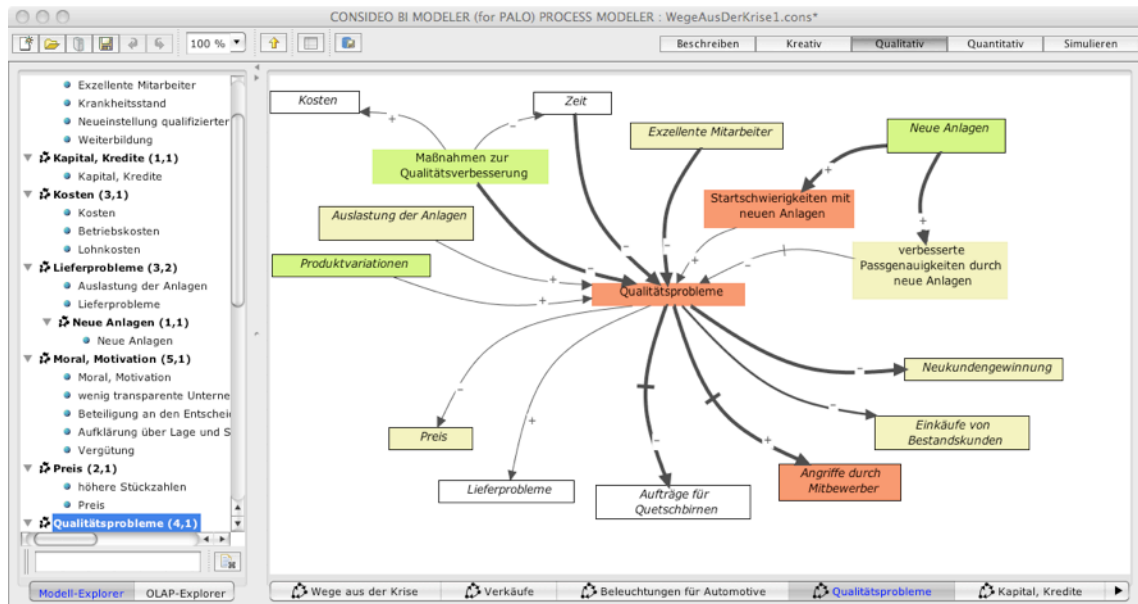 CONSIDEO BI MODELER (for PALO) PROCESS MODELER : WegeAusDerKrise1.cons*
100 %
Beschreiben
Kreativ
Qualitativ
Quantitativ
Simulieren
Exzellente Mitarbeiter
Krankheitsstand
Neueinstellung qualifizierter
Weiterbildung
Kapital, Kredite (1,1)
Kapital, Kredite
Kosten (3,1)
Kosten
Betriebskosten
Lohnkosten
Lieferprobleme (3,2)
Auslastung der Anlagen
Lieferprobleme
Neue Anlagen (1,1)
Neue Anlagen
Moral, Motivation (5,1)
Moral, Motivation
wenig transparente Unterne
Beteiligung an den Entscheid
Aufklärung über Lage und S
Vergütung
Preis (2,1)
höhere Stückzahlen
Preis
Qualitätsprobleme (4,1)
Modell-Explorer
OLAP-Explorer
Kosten
Zeit
Exzellente Mitarbeiter
Neue Anlagen
+
–
Maßnahmen zur
Qualitätsverbesserung
+
Startschwierigkeiten mit
neuen Anlagen
Auslastung der Anlagen
+
–
–
+
–
verbesserte
Passgenauigkeiten durch
neue Anlagen
Produktvariationen
–
+
+
Qualitätsprobleme
Neukundengewinnung
–
–
–
Einkäufe von
Bestandskunden
Preis
+
–
+
Lieferprobleme
Aufträge für
Quetschbirnen
Angriffe durch
Mitbewerber
Wege aus der Krise
Verkäufe
Beleuchtungen für Automotive
Qualitätsprobleme
Kapital, Kredite